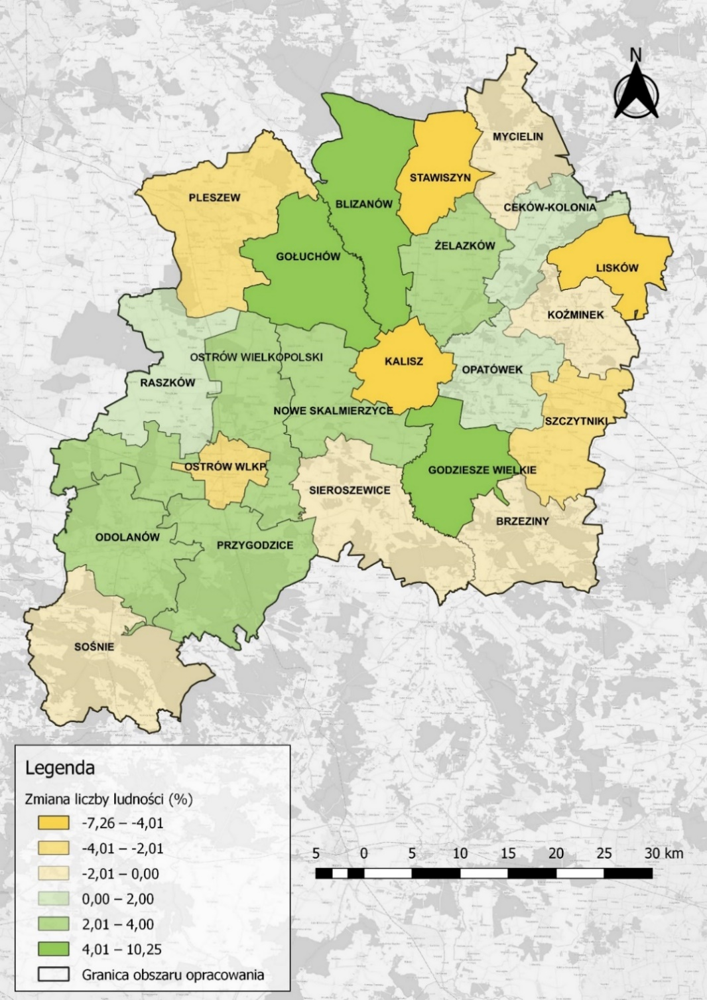 N
MYCIELIN
STAWISZYN
PLESZEW
BLIZANÓW
CEKÓW-KOLONIA
ŻELAZKÓW
GOŁUCHÓW
LISKÓW
KOŹMINEK
OSTRÓW WIELKOPOLSKI
KALISZ
OPATÓWEK
RASZKÓW
NOWE SKALMIERZYCE
SZCZYTNIKI
OSTRÓW WLKP.
GODZIESZE WIELKIE
SIEROSZEWICE
BRZEZINY
ODOLANÓW
PRZYGODZICE
SOŚNIE
Legenda
Zmiana liczby ludności (%)
-7,26 – -4,01
-4,01 – -2,01
-2,01 – 0,00
0,00 – 2,00
2,01 – 4,00
4,01 – 10,25
Granica obszaru opracowania
5 0 5 10 15 20 25 30 km